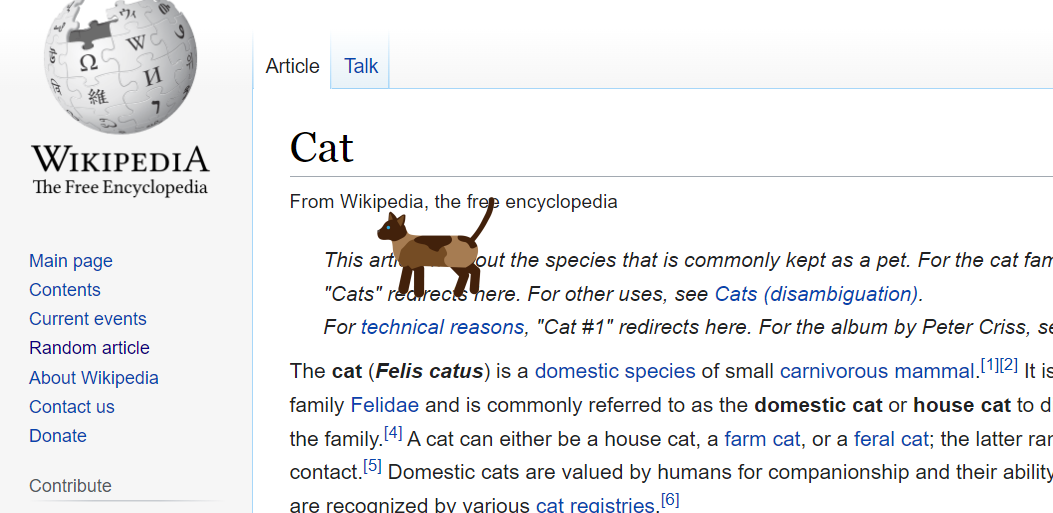 Ω W И 維 7
WIKIPEDIA
The Free Encyclopedia
Main page
Contents
Current events
Random article
About Wikipedia
Contact us
Donate
Contribute
Article Talk
Cat
From Wikipedia, the free encyclopedia
This out the species that is commonly kept as a pet. For the cat fam
"Cats" redirects here. For other uses, see Cats (disambiguation).
For technical reasons, "Cat #1" redirects here. For the album by Peter Criss, se
The cat (Felis catus) is a domestic species of small carnivorous mammal.[1][2] It is
family Felidae and is commonly referred to as the domestic cat or house cat to d
the family.[4] A cat can either be a house cat, a farm cat, or a feral cat; the latter ran
contact.[5] Domestic cats are valued by humans for companionship and their ability
are recognized by various cat registries.[6]